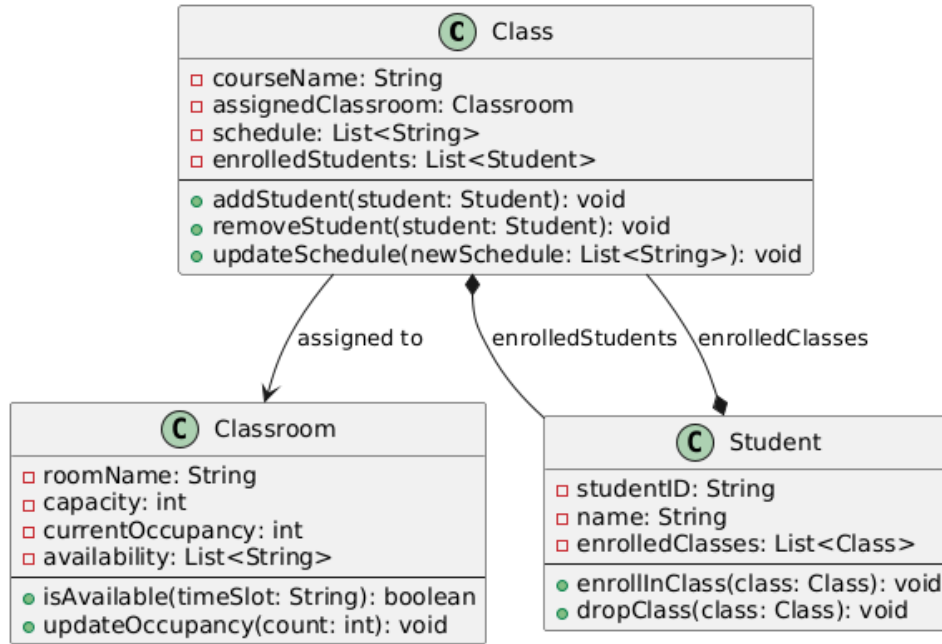 C Class
courseName: String
assignedClassroom: Classroom
schedule: List<String>
enrolledStudents: List<Student>
addStudent(student: Student): void
removeStudent(student: Student): void
updateSchedule(newSchedule: List<String>): void
assigned to
enrolledStudents
enrolledClasses
C Classroom
roomName: String
capacity: int
currentOccupancy: int
availability: List<String>
isAvailable(timeSlot: String): boolean
updateOccupancy(count: int): void
C Student
studentID: String
name: String
enrolledClasses: List<Class>
enrollInClass(class: Class): void
dropClass(class: Class): void